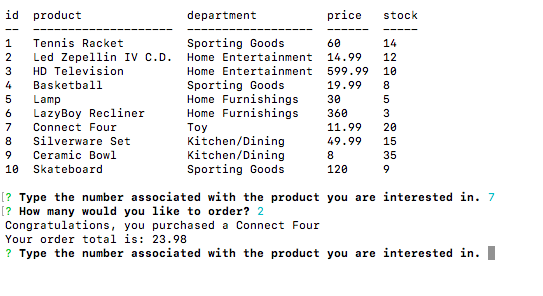 id  product               department          price   stock
--  --------------------  ------------------  ------  -----
1   Tennis Racket         Sporting Goods      60      14
2   Led Zepellin IV C.D.  Home Entertainment  14.99   12
3   HD Television         Home Entertainment  599.99  10
4   Basketball            Sporting Goods      19.99   8
5   Lamp                  Home Furnishings    30      5
6   LazyBoy Recliner      Home Furnishings    360     3
7   Connect Four          Toy                 11.99   20
8   Silverware Set        Kitchen/Dining      49.99   15
9   Ceramic Bowl          Kitchen/Dining      8       35
10  Skateboard            Sporting Goods      120     9
[? Type the number associated with the product you are interested in. 7
[? How many would you like to order? 2
Congratulations, you purchased a Connect Four
Your order total is: 23.98
? Type the number associated with the product you are interested in.